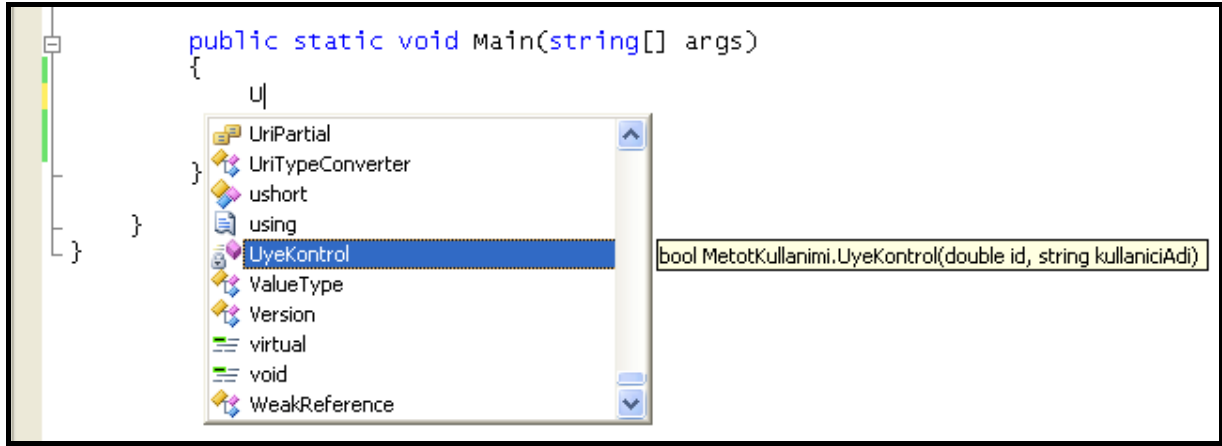 public static void Main(string[] args)
{
U
UriPartial
UriTypeConverter
}
ushort
}
using
}
UyeKontrol
bool MetotKullanimi.UyeKontrol(double id, string kullaniciAdi)
ValueType
Version
virtual
void
WeakReference